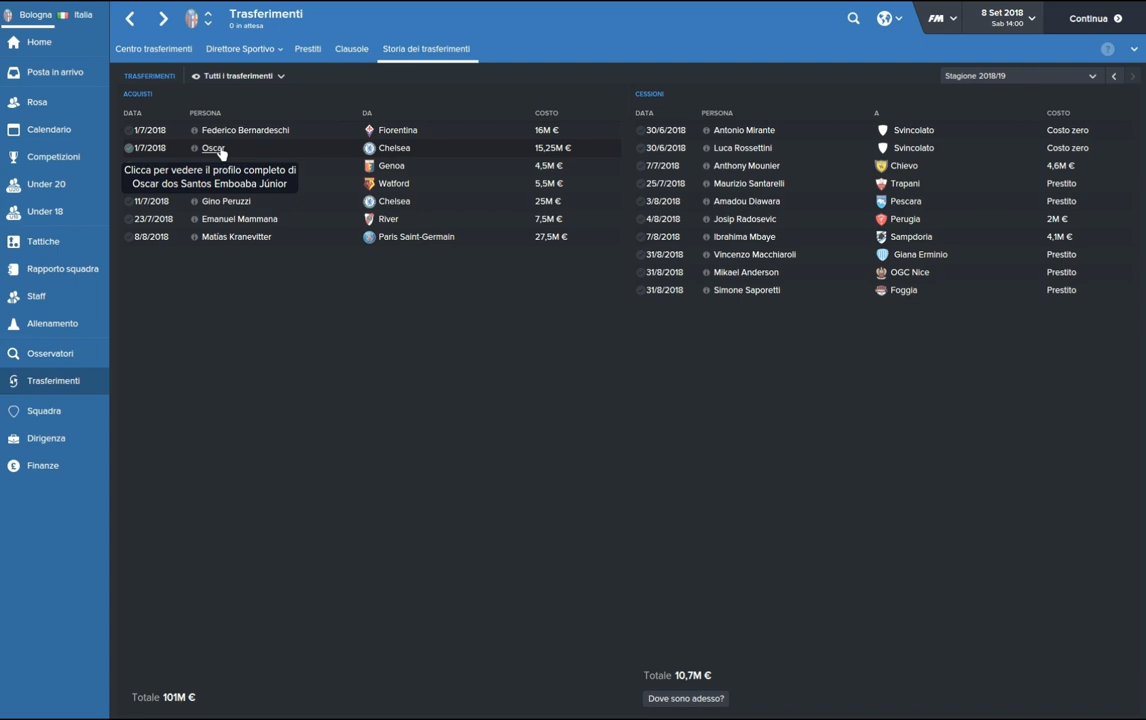 Bologna Italia
Home
Posta in arrivo
Rosa
Calendario
Competizioni
Under 20
Under 18
Tattiche
Rapporto squadra
Staff
Allenamento
Osservatori
Trasferimenti
Squadra
Dirigenza
Finanze
Trasferimenti
0 in attesa
FM
8 Set 2018
Sab 14:00
Continua
Centro trasferimenti Direttore Sportivo Prestiti Clausole Storia dei trasferimenti
TRASFERIMENTI Tutti i trasferimenti
Stagione 2018/19
ACQUISTI
DATA PERSONA DA COSTO
1/7/2018 Federico Bernardeschi Fiorentina 16M €
1/7/2018 Oscar Chelsea 15,25M €
Genoa 4,5M €
Watford 5,5M €
Clicca per vedere il profilo completo di
Oscar dos Santos Emboaba Júnior
11/7/2018 Gino Peruzzi Chelsea 25M €
23/7/2018 Emanuel Mammana River 7,5M €
8/8/2018 Matías Kranevitter Paris Saint-Germain 27,5M €
Totale 101M €
CESSIONI
DATA PERSONA A COSTO
30/6/2018 Antonio Mirante Svincolato Costo zero
30/6/2018 Luca Rossettini Svincolato Costo zero
7/7/2018 Anthony Mounier Chievo 4,6M €
25/7/2018 Maurizio Santarelli Trapani Prestito
3/8/2018 Amadou Diawara Pescara Prestito
4/8/2018 Josip Radosevic Perugia 2M €
7/8/2018 Ibrahima Mbaye Sampdoria 4,1M €
31/8/2018 Vincenzo Macchiaroli Giana Erminio Prestito
31/8/2018 Mikael Anderson OGC Nice Prestito
31/8/2018 Simone Saporetti Foggia Prestito
Totale 10,7M €
Dove sono adesso?